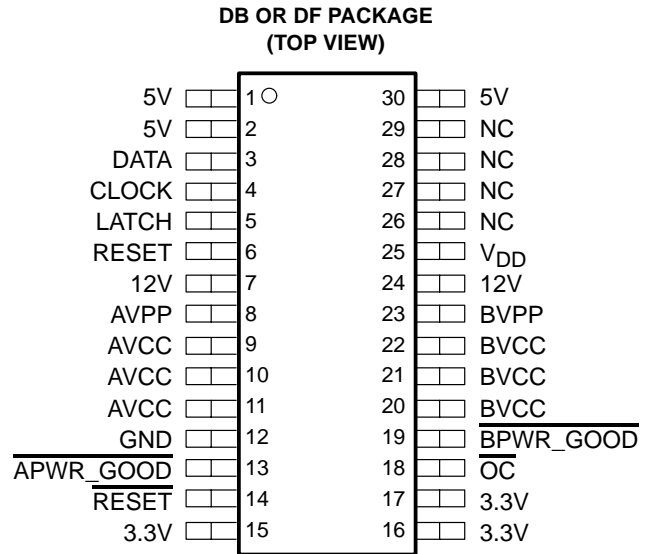 DB OR DF PACKAGE
(TOP VIEW)
5V 1 30 5V
5V 2 29 NC
DATA 3 28 NC
CLOCK 4 27 NC
LATCH 5 26 NC
RESET 6 25 VDD
12V 7 24 12V
AVPP 8 23 BVPP
AVCC 9 22 BVCC
AVCC 10 21 BVCC
AVCC 11 20 BVCC
GND 12 19 BPWR_GOOD
APWR_GOOD 13 18 OC
RESET 14 17 3.3V
3.3V 15 16 3.3V